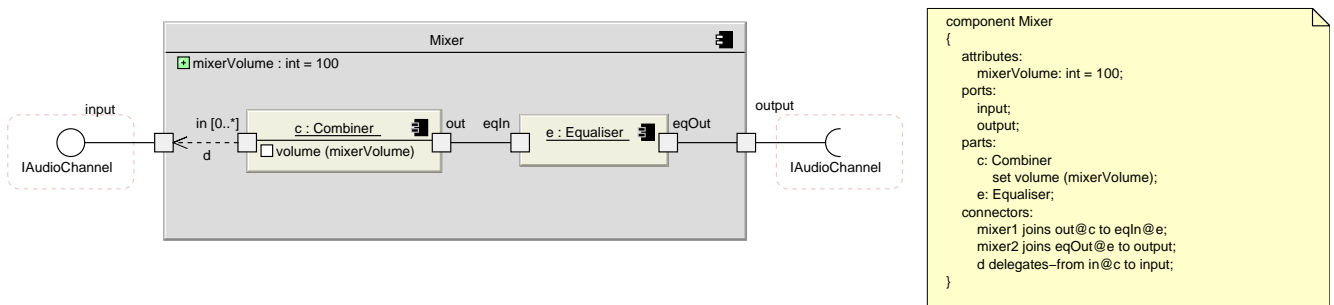 Mixer
mixerVolume : int = 100
input
in [0..*]
c : Combiner
out
eqIn
e : Equaliser
eqOut
output
d
volume (mixerVolume)
IAudioChannel
IAudioChannel
component Mixer
{
attributes:
mixerVolume: int = 100;
ports:
input;
output;
parts:
c: Combiner
set volume (mixerVolume);
e: Equaliser;
connectors:
mixer1 joins out@c to eqIn@e;
mixer2 joins eqOut@e to output;
d delegates−from in@c to input;
}